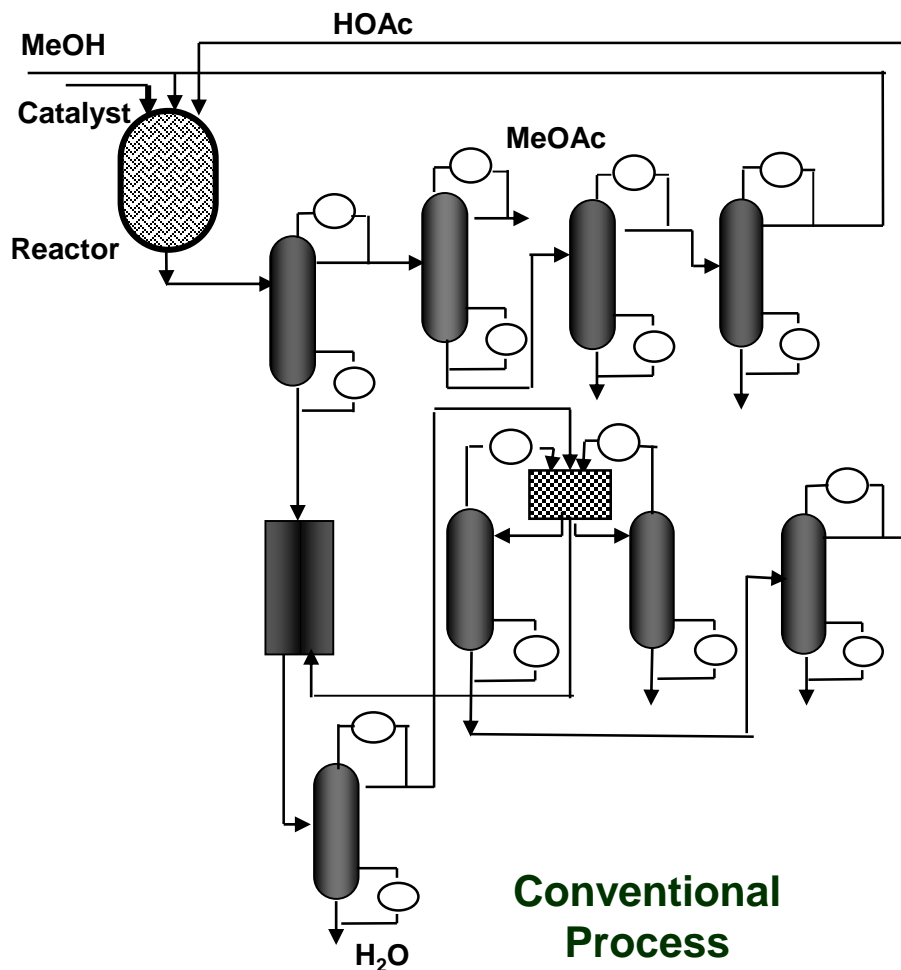 HOAc
MeOH
Catalyst
MeOAc
Reactor
Conventional
Process
H₂O